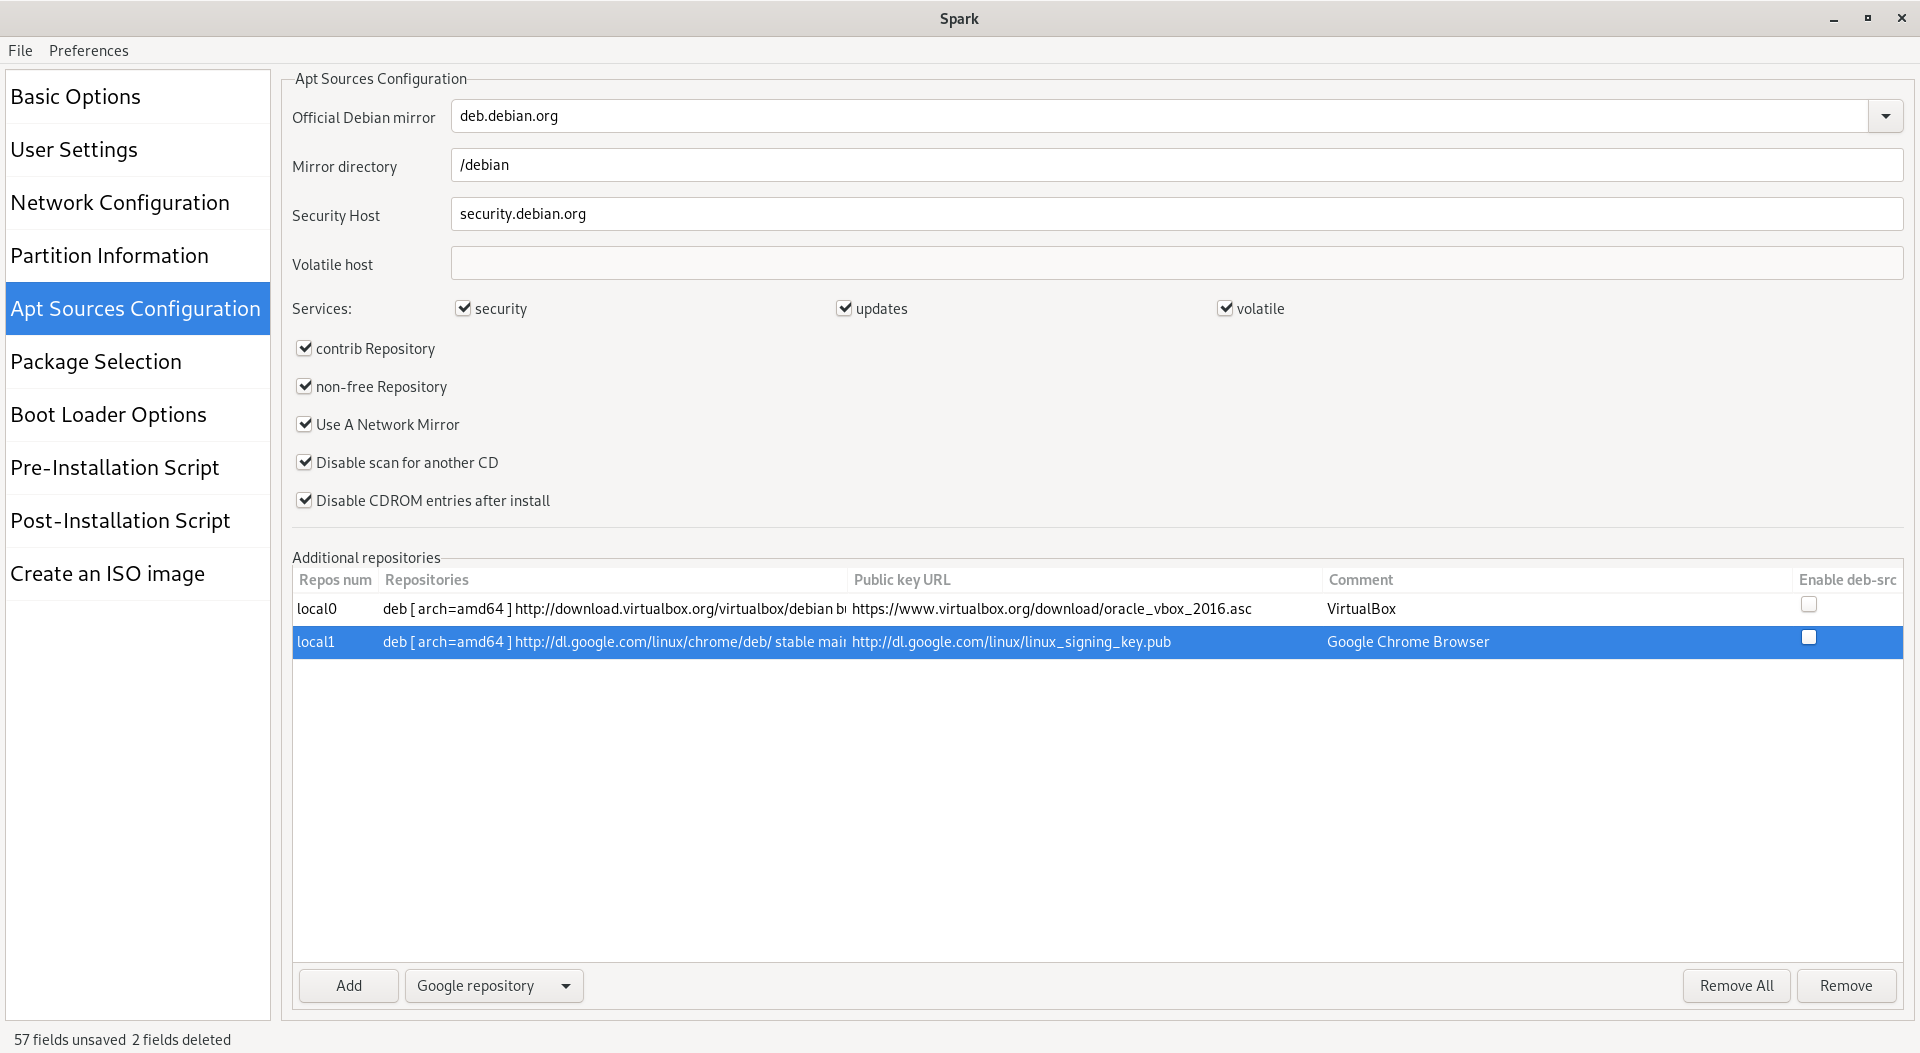 Spark
File Preferences
Basic Options
User Settings
Network Configuration
Partition Information
Apt Sources Configuration
Package Selection
Boot Loader Options
Pre-Installation Script
Post-Installation Script
Create an ISO image
Apt Sources Configuration
Official Debian mirror deb.debian.org
Mirror directory /debian
Security Host security.debian.org
Volatile host
Services: security updates volatile
contrib Repository
non-free Repository
Use A Network Mirror
Disable scan for another CD
Disable CDROM entries after install
Additional repositories
Repos num Repositories Public key URL Comment Enable deb-src
local0 deb [ arch=amd64 ] http://download.virtualbox.org/virtualbox/debian https://www.virtualbox.org/download/oracle_vbox_2016.asc VirtualBox
local1 deb [ arch=amd64 ] http://dl.google.com/linux/chrome/deb/ stable http://dl.google.com/linux/linux_signing_key.pub Google Chrome Browser
Add Google repository Remove All Remove
57 fields unsaved 2 fields deleted